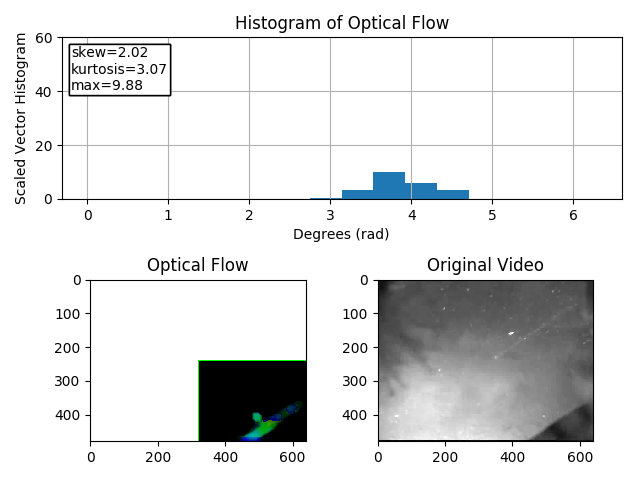 Histogram of Optical Flow
Scaled Vector Histogram
60
40
20
0
skew=2.02
kurtosis=3.07
max=9.88
0 1 2 3 4 5 6
Degrees (rad)
Optical Flow
0
100
200
300
400
0 200 400 600
Original Video
0
100
200
300
400
0 200 400 600